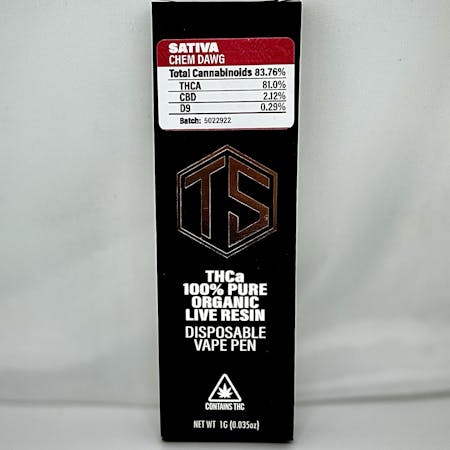 SATIVA
CHEM DAWG
Total Cannabinoids 83.76%
THCA 81.0%
CBD 2.12%
D9 0.29%
Batch: 5022922
TS
THCa
100% PURE
ORGANIC
LIVE RESIN
DISPOSABLE
VAPE PEN
CONTAINS THC
NET WT 1G (0.035oz)